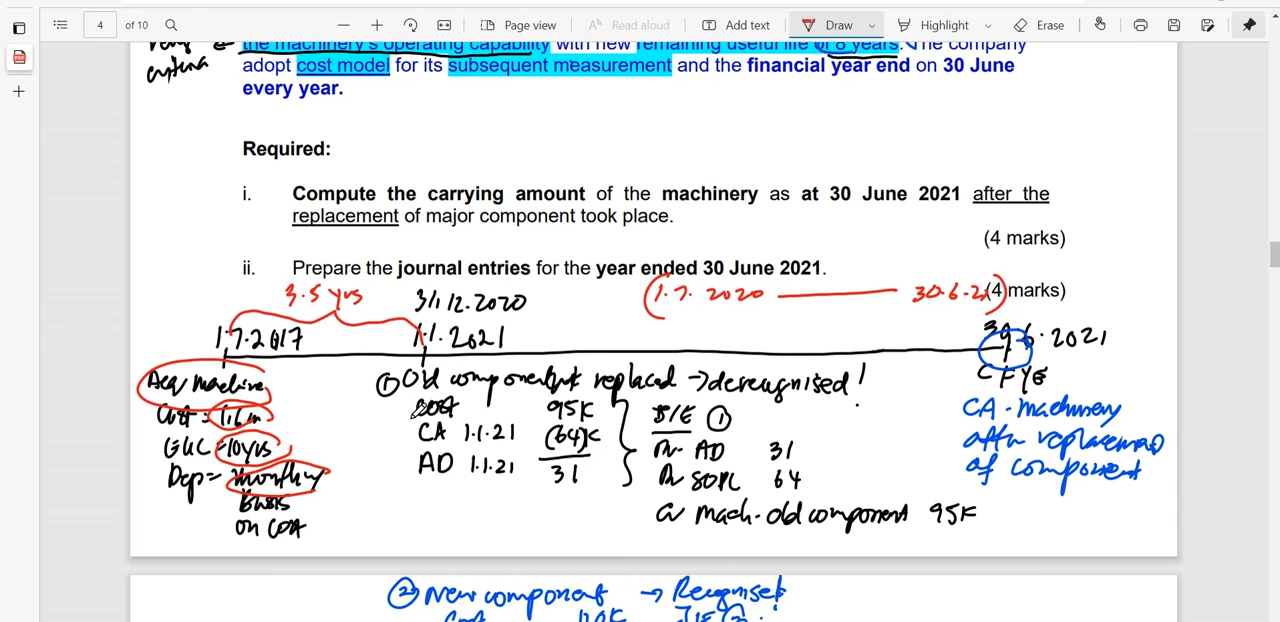 4 of 10
Page view
Read aloud
Add text
Draw
Highlight
Erase
criteria
the machinery's operating capability with new remaining useful life of 8 years. The company
adopt cost model for its subsequent measurement and the financial year end on 30 June
every year.
Required:
i. Compute the carrying amount of the machinery as at 30 June 2021 after the
replacement of major component took place.
(4 marks)
ii. Prepare the journal entries for the year ended 30 June 2021.
(4 marks)
3.5 yrs
31.12.2020
(1.7.2020 30.6.21)
1.7.2017
1.1.2021
30.6.2021
Acq machine
① Old component replaced → derecognised!
CFYE
Cost = 1.6m
Cost 95K
J/E ①
CA - machinery
EUL = 10yrs
CA 1.1.21 (64)K
Dr AD 31
after replacement
Dep = monthly
AD 1.1.21 31
Dr SOPL 64
of component
basis
Cr mach-old component 95K
on cost
② New component → Recognised
Cost 120K J/E ②: